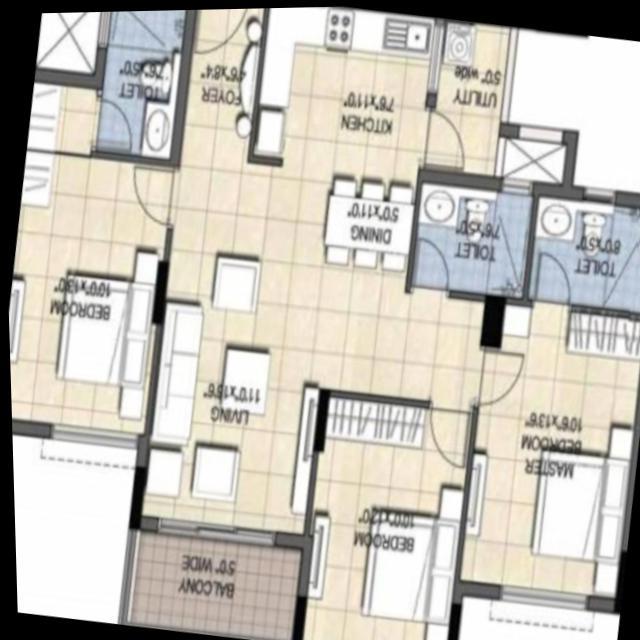 BALCONY
5'0" WIDE
BEDROOM
10'0"x12'0"
MASTER
BEDROOM
10'6"x13'6"
LIVING
11'0"x18'6"
BEDROOM
10'0"x13'0"
DINING
5'0"x11'0"
TOILET
7'6"x5'0"
TOILET
8'0"x5'0"
KITCHEN
7'6"x11'0"
UTILITY
5'0" wide
FOYER
4'6"x8'4"
TOILET
7'6"x5'0"